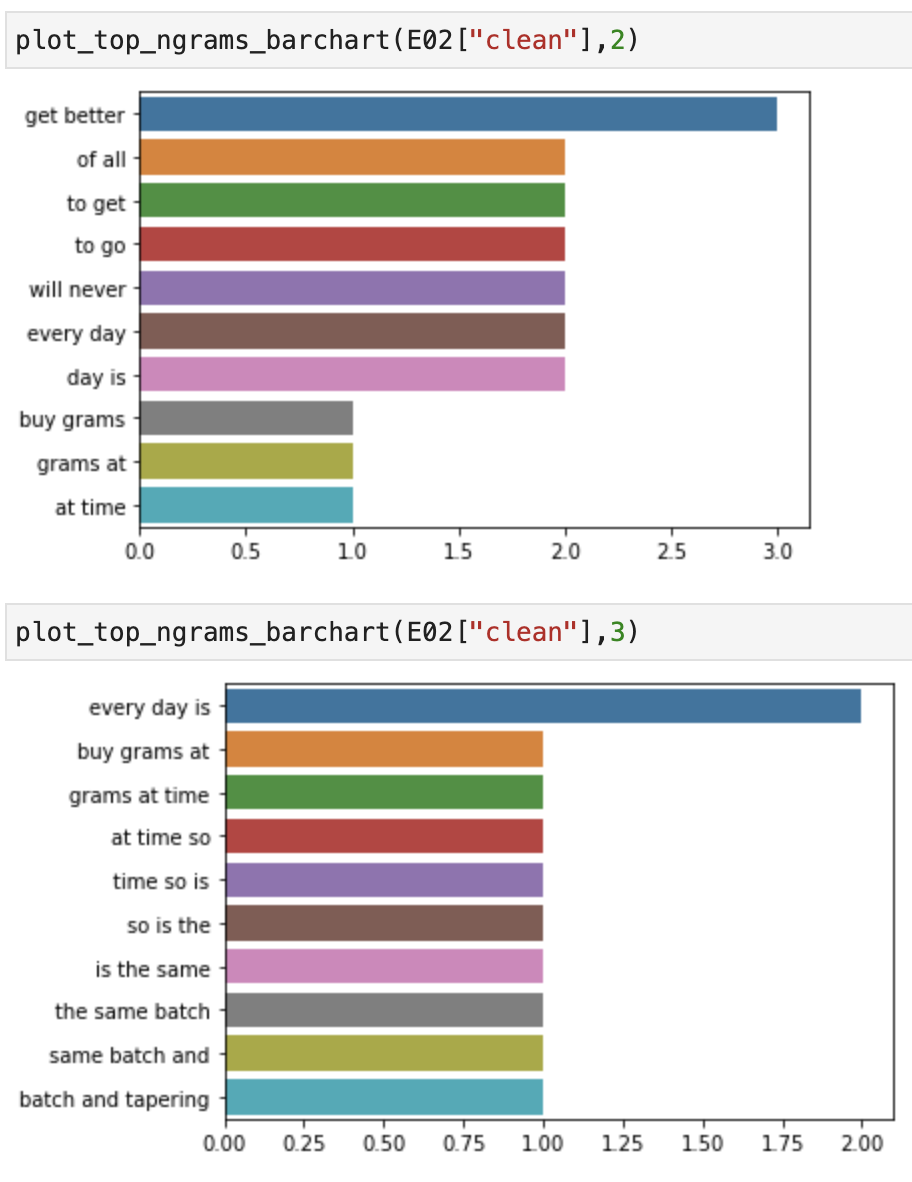 plot_top_ngrams_barchart(E02["clean"],2)
get better
of all
to get
to go
will never
every day
day is
buy grams
grams at
at time
0.0 0.5 1.0 1.5 2.0 2.5 3.0
plot_top_ngrams_barchart(E02["clean"],3)
every day is
buy grams at
grams at time
at time so
time so is
so is the
is the same
the same batch
same batch and
batch and tapering
0.00 0.25 0.50 0.75 1.00 1.25 1.50 1.75 2.00